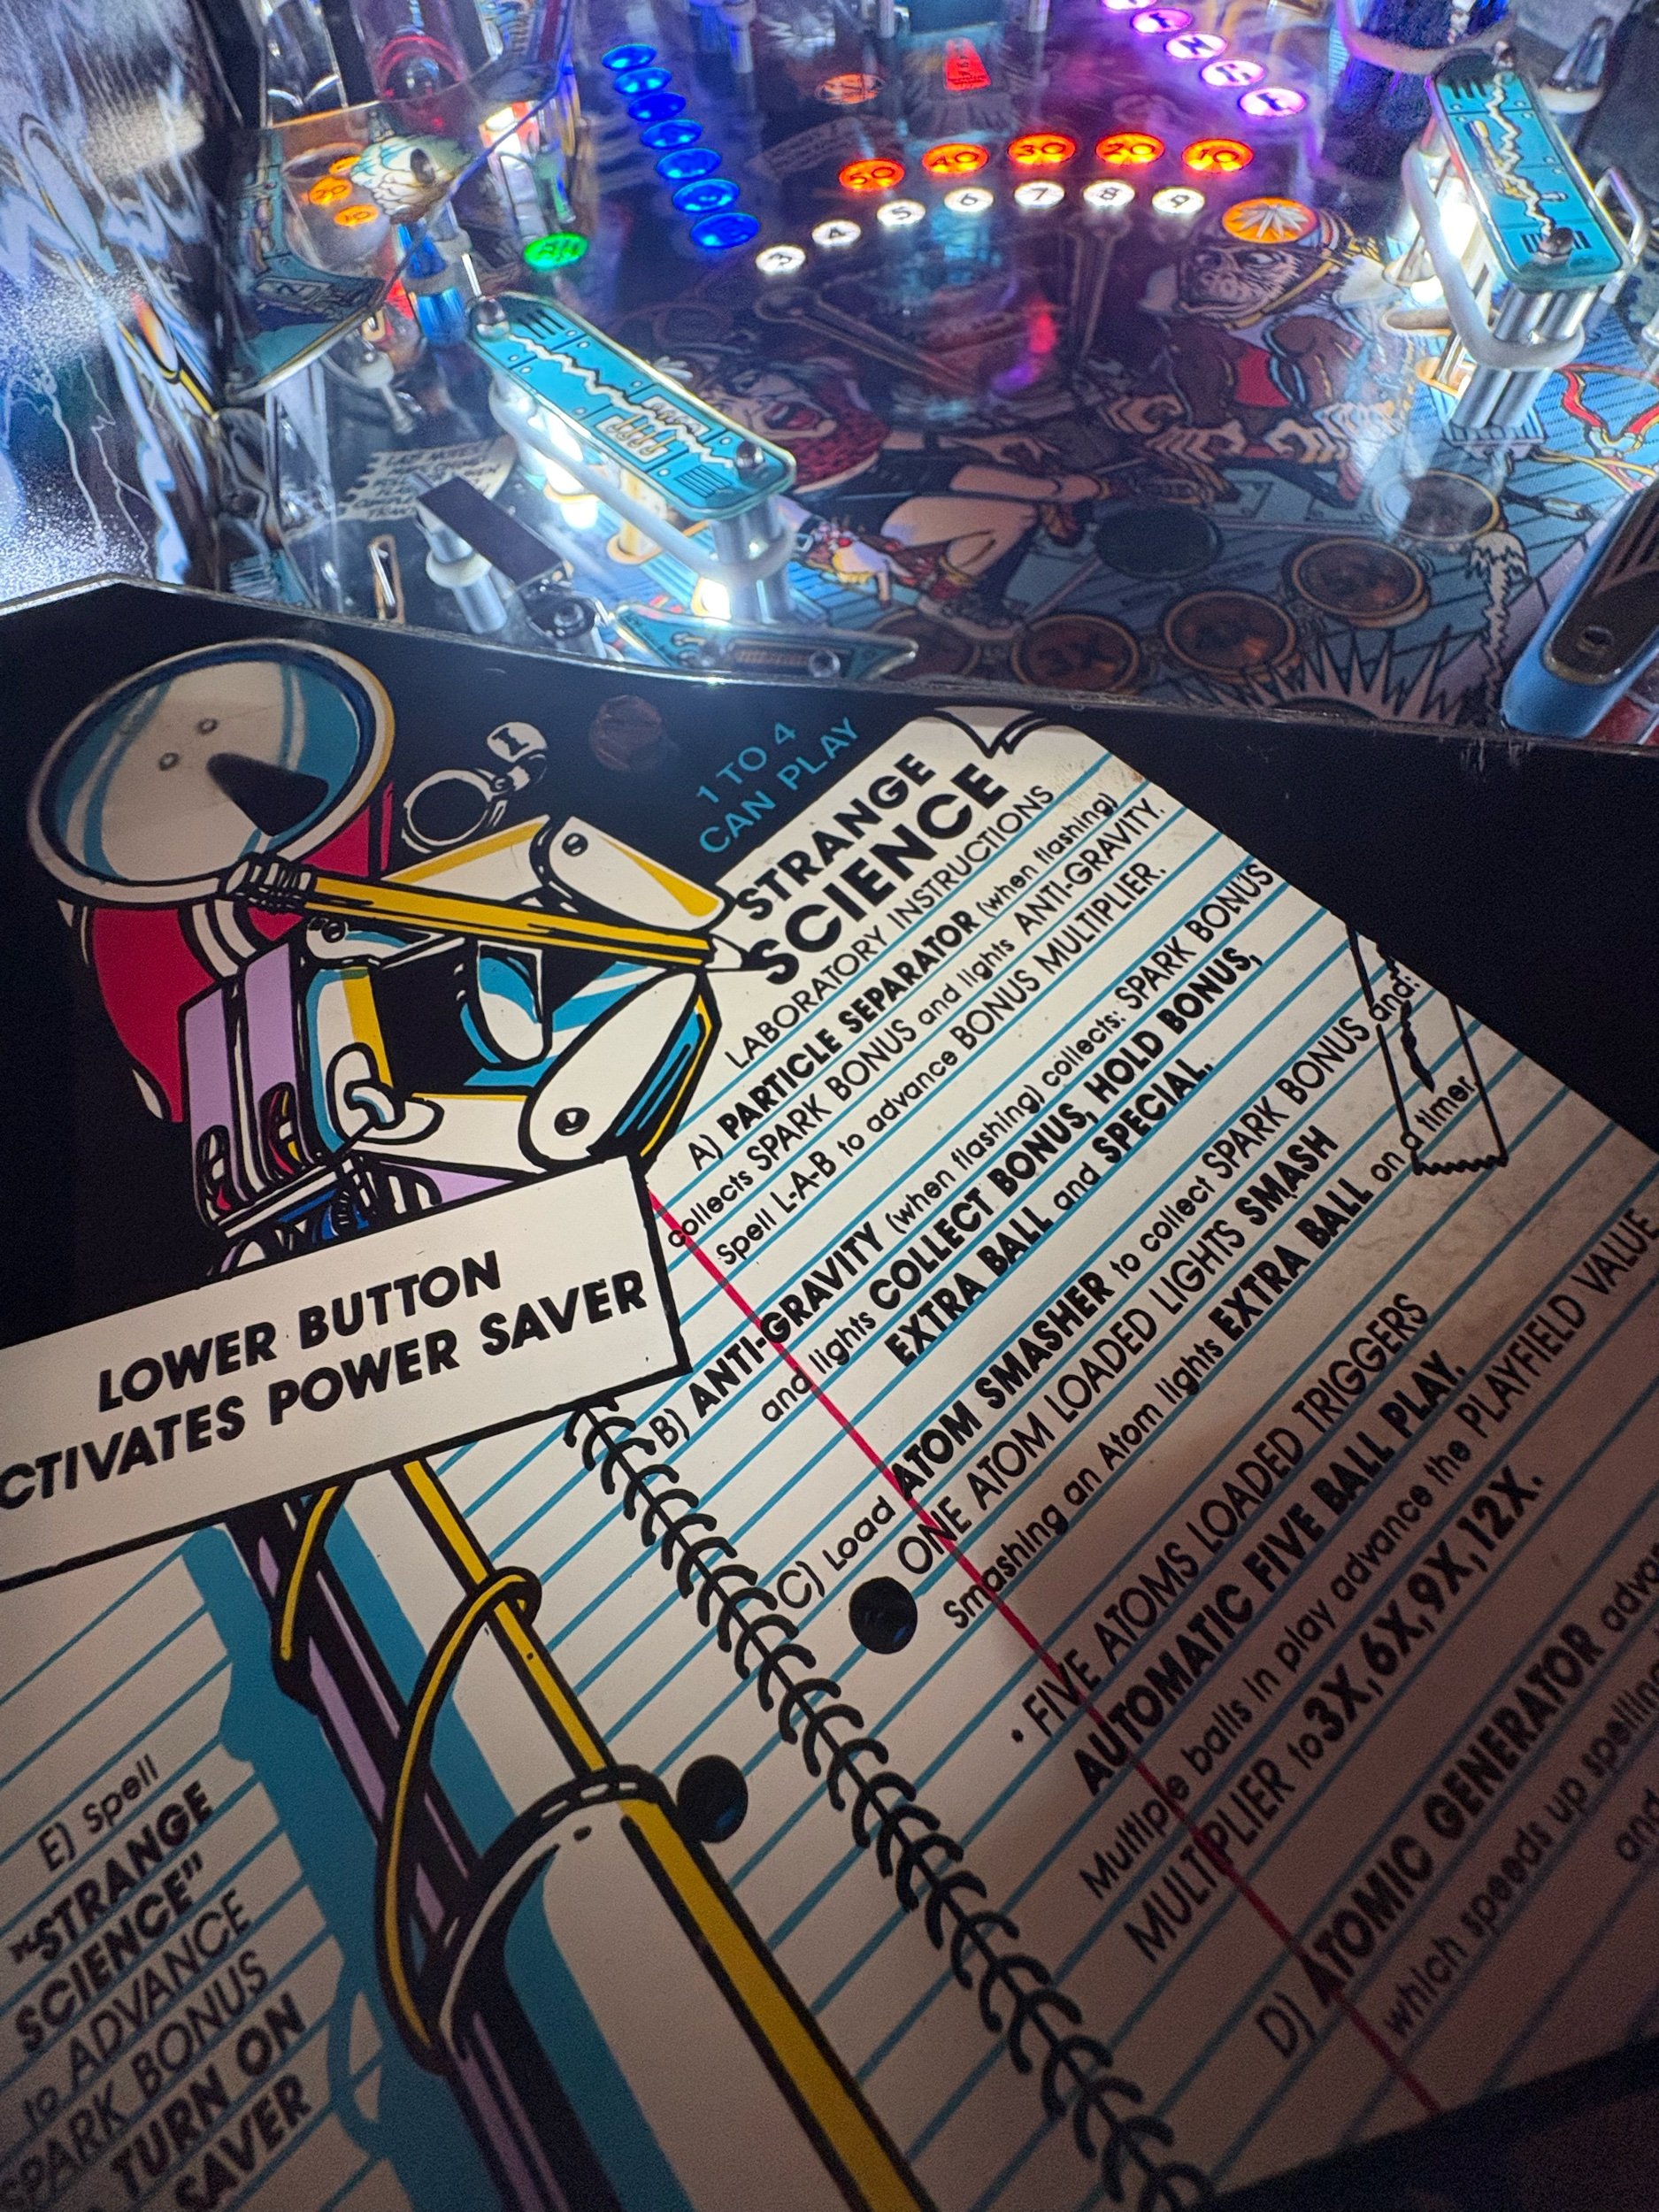 50 40 30 20 10
3 4 5 6 7 8 9
20
10
3X
1 TO 4
CAN PLAY
STRANGE
SCIENCE
LABORATORY INSTRUCTIONS
A) PARTICLE SEPARATOR (when flashing)
collects SPARK BONUS and lights ANTI-GRAVITY.
Spell L-A-B to advance BONUS MULTIPLIER.
B) ANTI-GRAVITY (when flashing) collects: SPARK BONUS
and lights COLLECT BONUS, HOLD BONUS,
EXTRA BALL and SPECIAL.
C) Load ATOM SMASHER to collect SPARK BONUS and:
ONE ATOM LOADED LIGHTS SMASH
Smashing an Atom lights EXTRA BALL on a timer.
• FIVE ATOMS LOADED TRIGGERS
AUTOMATIC FIVE BALL PLAY.
Multiple balls in play advance the PLAYFIELD VALUE
MULTIPLIER to 3X, 6X, 9X, 12X.
D) ATOMIC GENERATOR
which speeds up spelling
and
LOWER BUTTON
CTIVATES POWER SAVER
E) Spell
"STRANGE
SCIENCE"
to ADVANCE
SPARK BONUS
TURN ON
SAVER